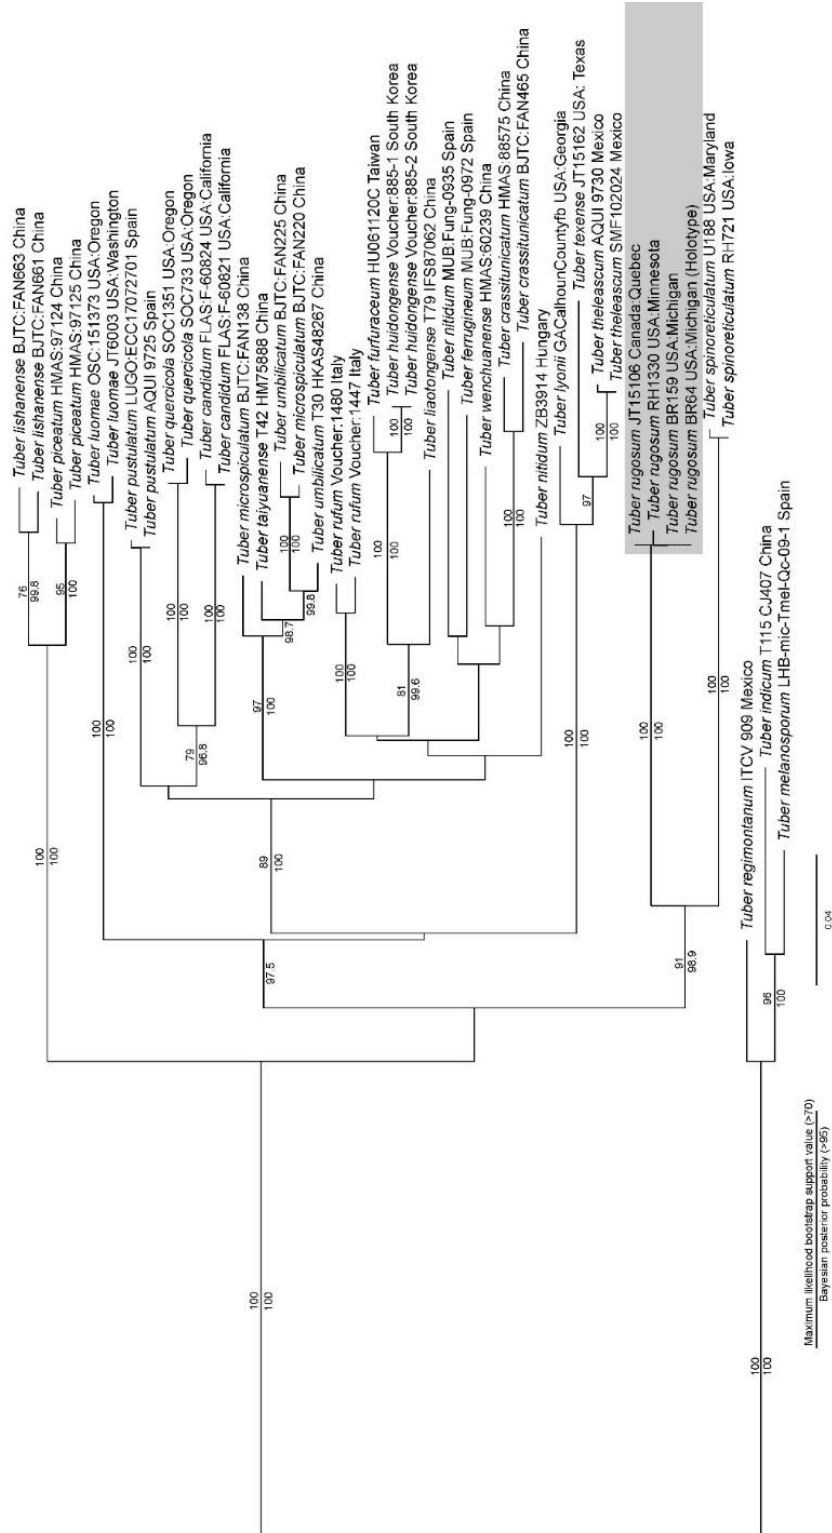 Tuber lishanense BJTC:FAN663 China
Tuber lishanense BJTC:FAN661 China
Tuber piceatum HMAS:97124 China
Tuber piceatum HMAS:97125 China
Tuber luomae OSC:151373 USA:Oregon
Tuber luomae JT6003 USA:Washington
Tuber pustulatum LUGO:ECC17072701 Spain
Tuber pustulatum AQUI 9725 Spain
Tuber quercicola SOC1351 USA:Oregon
Tuber quercicola SOC733 USA:Oregon
Tuber candidum FLAS:F-60824 USA:California
Tuber candidum FLAS:F-60821 USA:California
Tuber microspiculatum BJTC:FAN138 China
Tuber taiyuanense T42 HM75888 China
Tuber umbilicatum BJTC:FAN225 China
Tuber microspiculatum BJTC:FAN220 China
Tuber umbilicatum T30 HKAS48267 China
Tuber rufum Voucher:1480 Italy
Tuber rufum Voucher:1447 Italy
Tuber furfuraceum HU061120C Taiwan
Tuber huidongense Voucher:885-1 South Korea
Tuber huidongense Voucher:885-2 South Korea
Tuber liaotongense T79 IFS87062 China
Tuber nitidum MUB:Fung-0935 Spain
Tuber ferrugineum MUB:Fung-0972 Spain
Tuber wenchuanense HMAS:60239 China
Tuber crassitunicatum HMAS:88575 China
Tuber crassitunicatum BJTC:FAN465 China
Tuber nitidum ZB3914 Hungary
Tuber lyonii GACalhounCountyfb USA:Georgia
Tuber texense JT15162 USA: Texas
Tuber theleascum AQUI 9730 Mexico
Tuber theleascum SMF102024 Mexico
Tuber rugosum JT15106 Canada:Quebec
Tuber rugosum RH1330 USA:Minnesota
Tuber rugosum BR159 USA:Michigan
Tuber rugosum BR64 USA:Michigan (Holotype)
Tuber spinoreticulatum U188 USA:Maryland
Tuber spinoreticulatum RH721 USA:Iowa
Tuber regimontanum ITCV 909 Mexico
Tuber indicum T115 CJ407 China
Tuber melanosporum LHB-mic-Tmel-Qc-09-1 Spain
76
99.8
95
100
100
100
100
100
100
100
100
100
100
100
79
96.8
97
100
98.7
99.8
100
100
100
100
100
100
100
100
81
99.6
100
100
89
100
100
100
97
100
100
97.5
100
100
100
100
91
98.9
96
100
100
100
100
100
0.04
Maximum likelihood bootstrap support value (>70)
Bayesian posterior probability (>95)